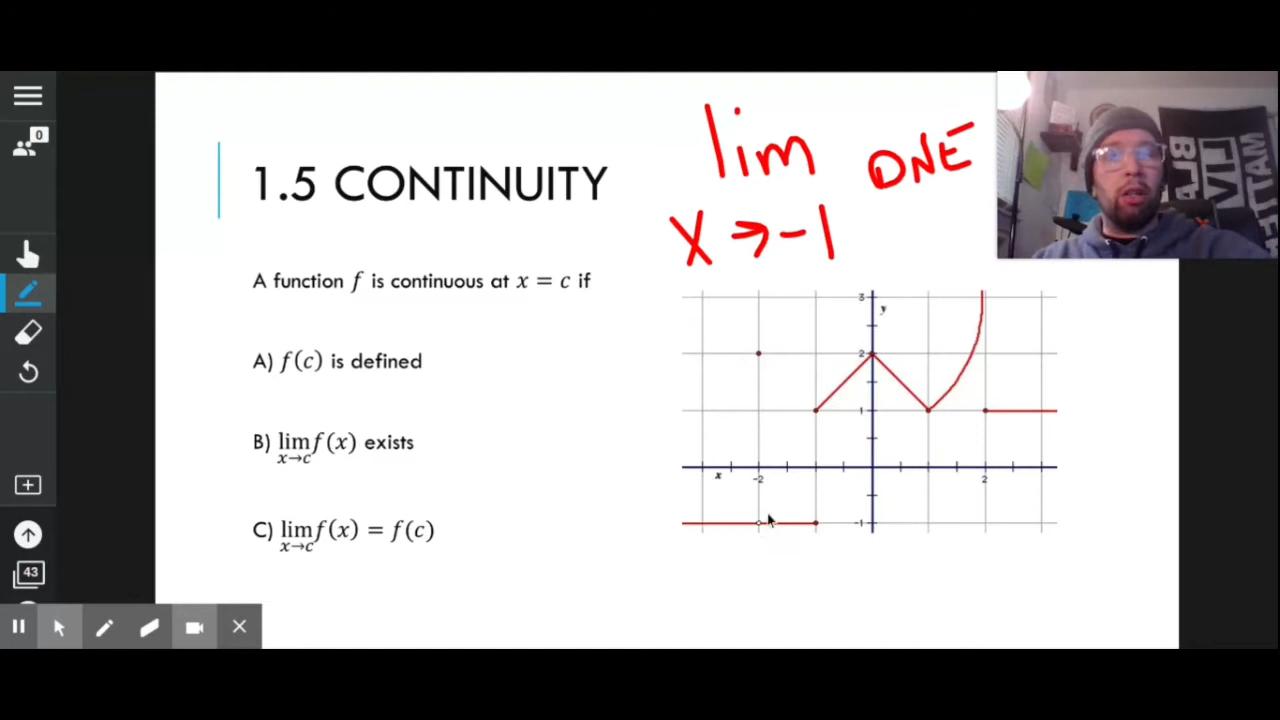 0
1.5 CONTINUITY
lim DNE
x → -1
A function f is continuous at x = c if
A) f(c) is defined
B) lim f(x) exists
x→c
C) lim f(x) = f(c)
x→c
3
y
2
1
x
-2
2
-1
43